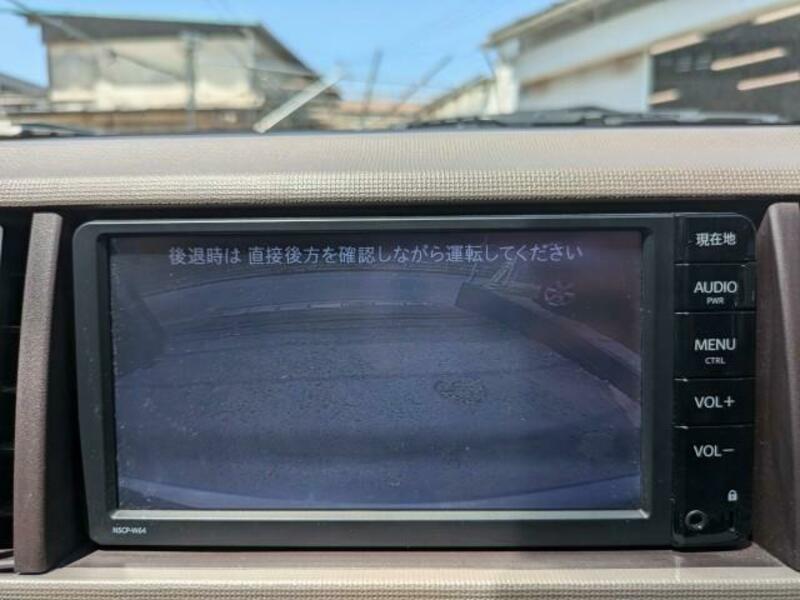 後退時は 直接後方を確認しながら運転してください
現在地
AUDIO
PWR
MENU
CTRL
VOL+
VOL−
NSCP-W64